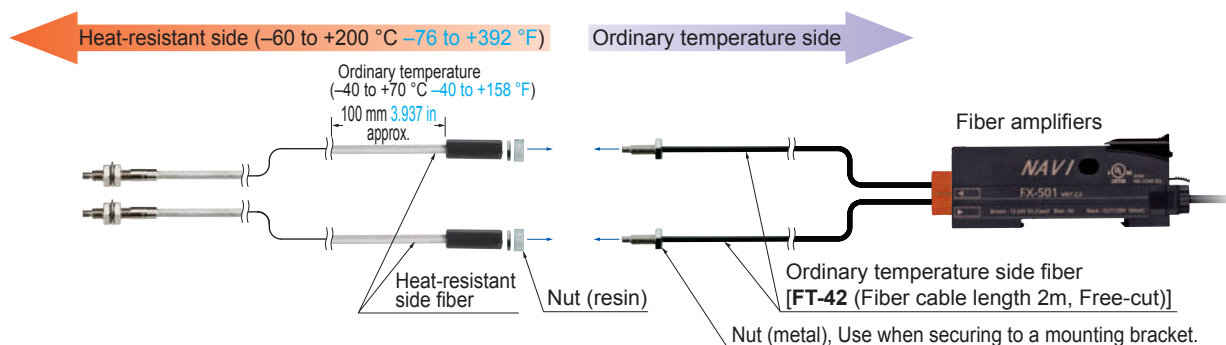 Heat-resistant side (–60 to +200 °C –76 to +392 °F)
Ordinary temperature side
Ordinary temperature
(–40 to +70 °C –40 to +158 °F)
100 mm 3.937 in
approx.
Fiber amplifiers
NAVI
FX-501
Heat-resistant
side fiber
Nut (resin)
Ordinary temperature side fiber
[FT-42 (Fiber cable length 2m, Free-cut)]
Nut (metal), Use when securing to a mounting bracket.